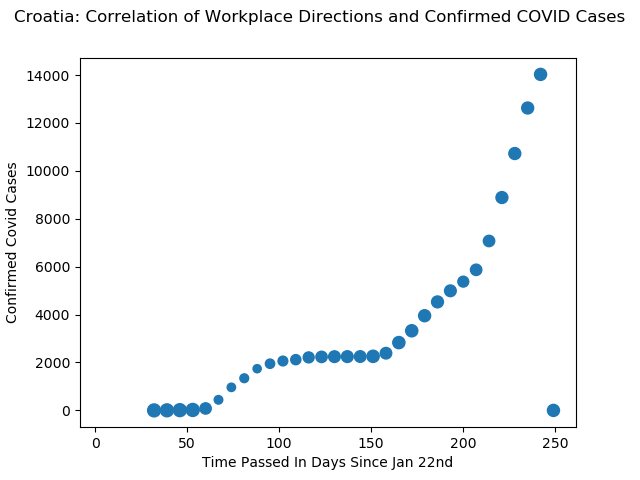 Croatia: Correlation of Workplace Directions and Confirmed COVID Cases
14000
12000
10000
8000
6000
4000
2000
0
Confirmed Covid Cases
0 50 100 150 200 250
Time Passed In Days Since Jan 22nd